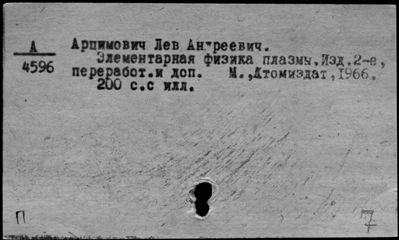 А
4596
Арцимович Лев Андреевич.
Элементарная физика плазмы.Изд.2-е,
переработ.и доп. М.,Атомиздат,1966.
200 с.с илл.
П
7